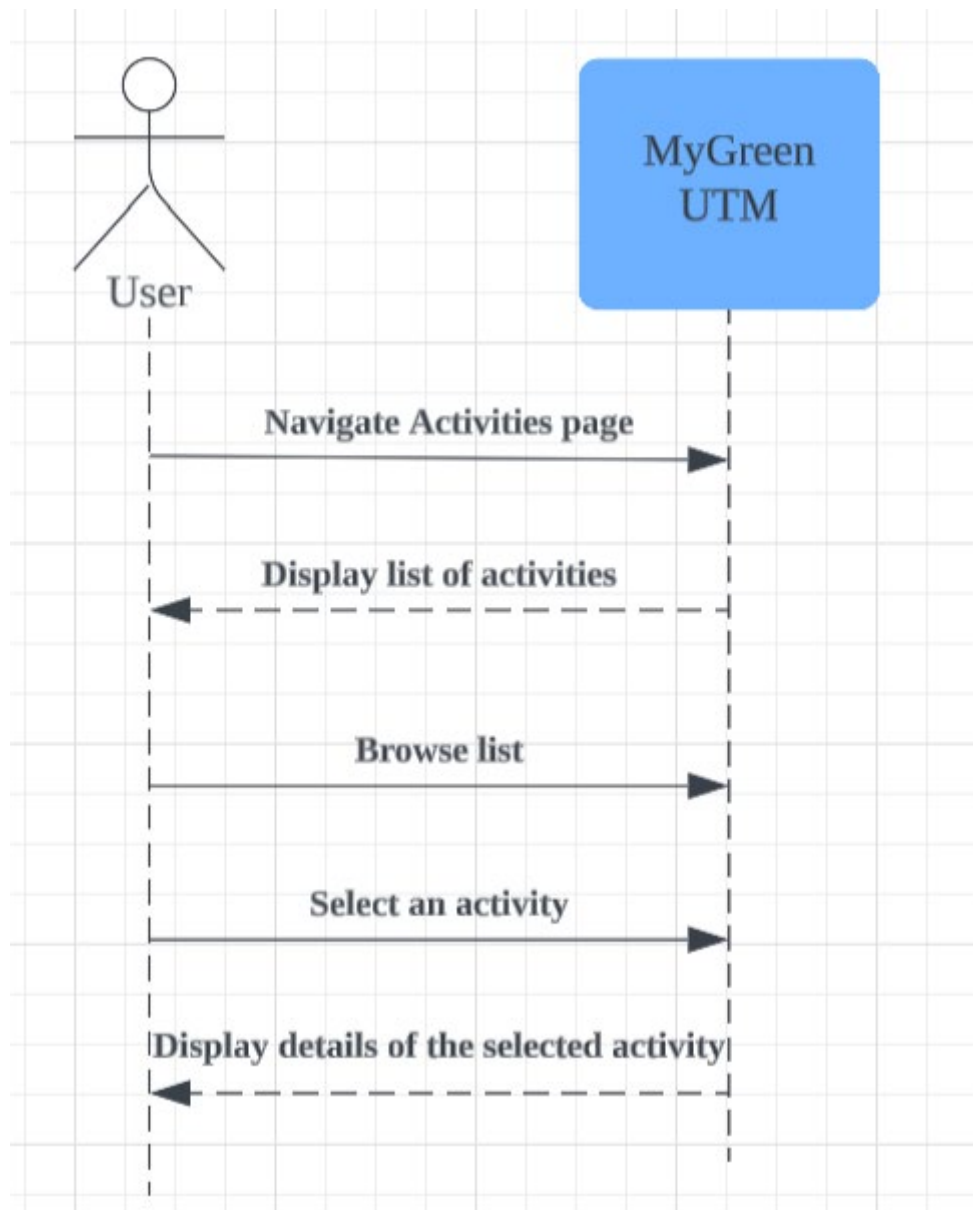 MyGreen
UTM
User
Navigate Activities page
Display list of activities
Browse list
Select an activity
Display details of the selected activity